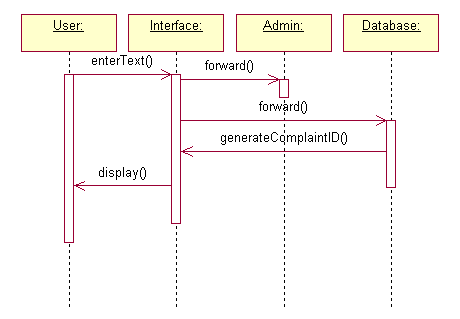 User: Interface: Admin: Database:
enterText()
forward()
forward()
generateComplaintID()
display()